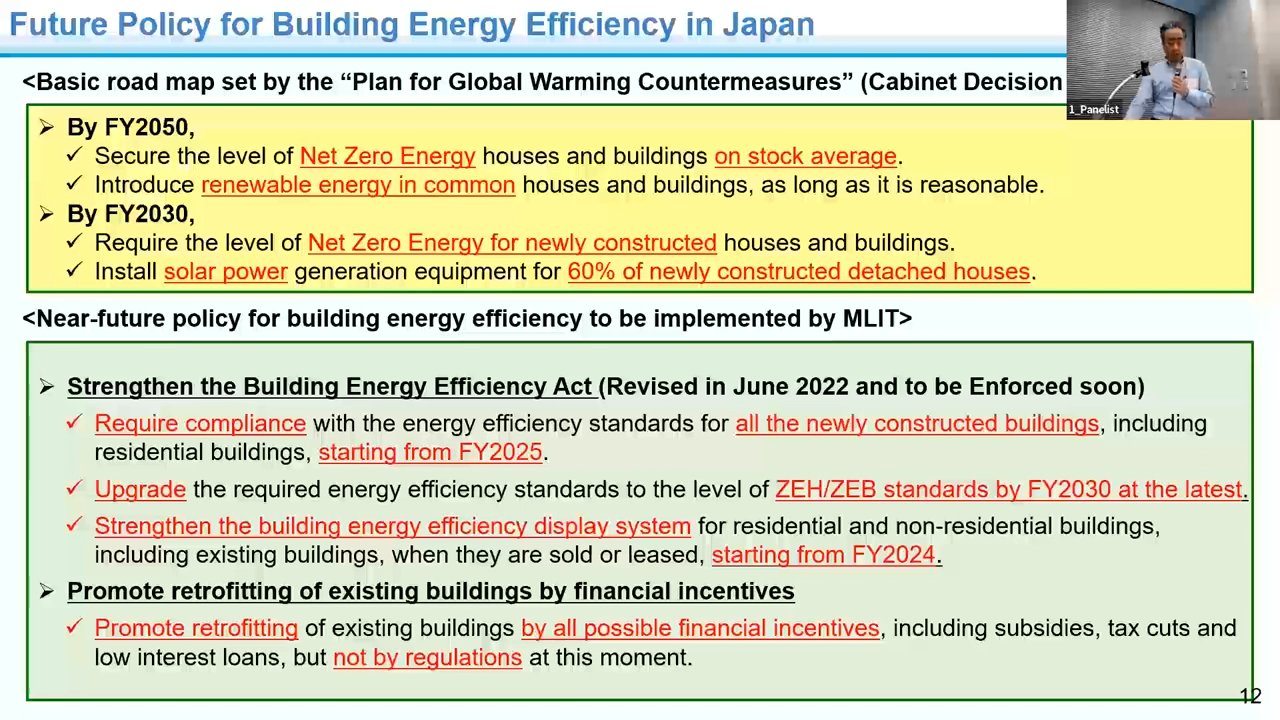 Future Policy for Building Energy Efficiency in Japan
<Basic road map set by the “Plan for Global Warming Countermeasures” (Cabinet Decision
1_Panelist
➢ By FY2050,
✓ Secure the level of Net Zero Energy houses and buildings on stock average.
✓ Introduce renewable energy in common houses and buildings, as long as it is reasonable.
➢ By FY2030,
✓ Require the level of Net Zero Energy for newly constructed houses and buildings.
✓ Install solar power generation equipment for 60% of newly constructed detached houses.
<Near-future policy for building energy efficiency to be implemented by MLIT>
➢ Strengthen the Building Energy Efficiency Act (Revised in June 2022 and to be Enforced soon)
✓ Require compliance with the energy efficiency standards for all the newly constructed buildings, including
residential buildings, starting from FY2025.
✓ Upgrade the required energy efficiency standards to the level of ZEH/ZEB standards by FY2030 at the latest.
✓ Strengthen the building energy efficiency display system for residential and non-residential buildings,
including existing buildings, when they are sold or leased, starting from FY2024.
➢ Promote retrofitting of existing buildings by financial incentives
✓ Promote retrofitting of existing buildings by all possible financial incentives, including subsidies, tax cuts and
low interest loans, but not by regulations at this moment.
12